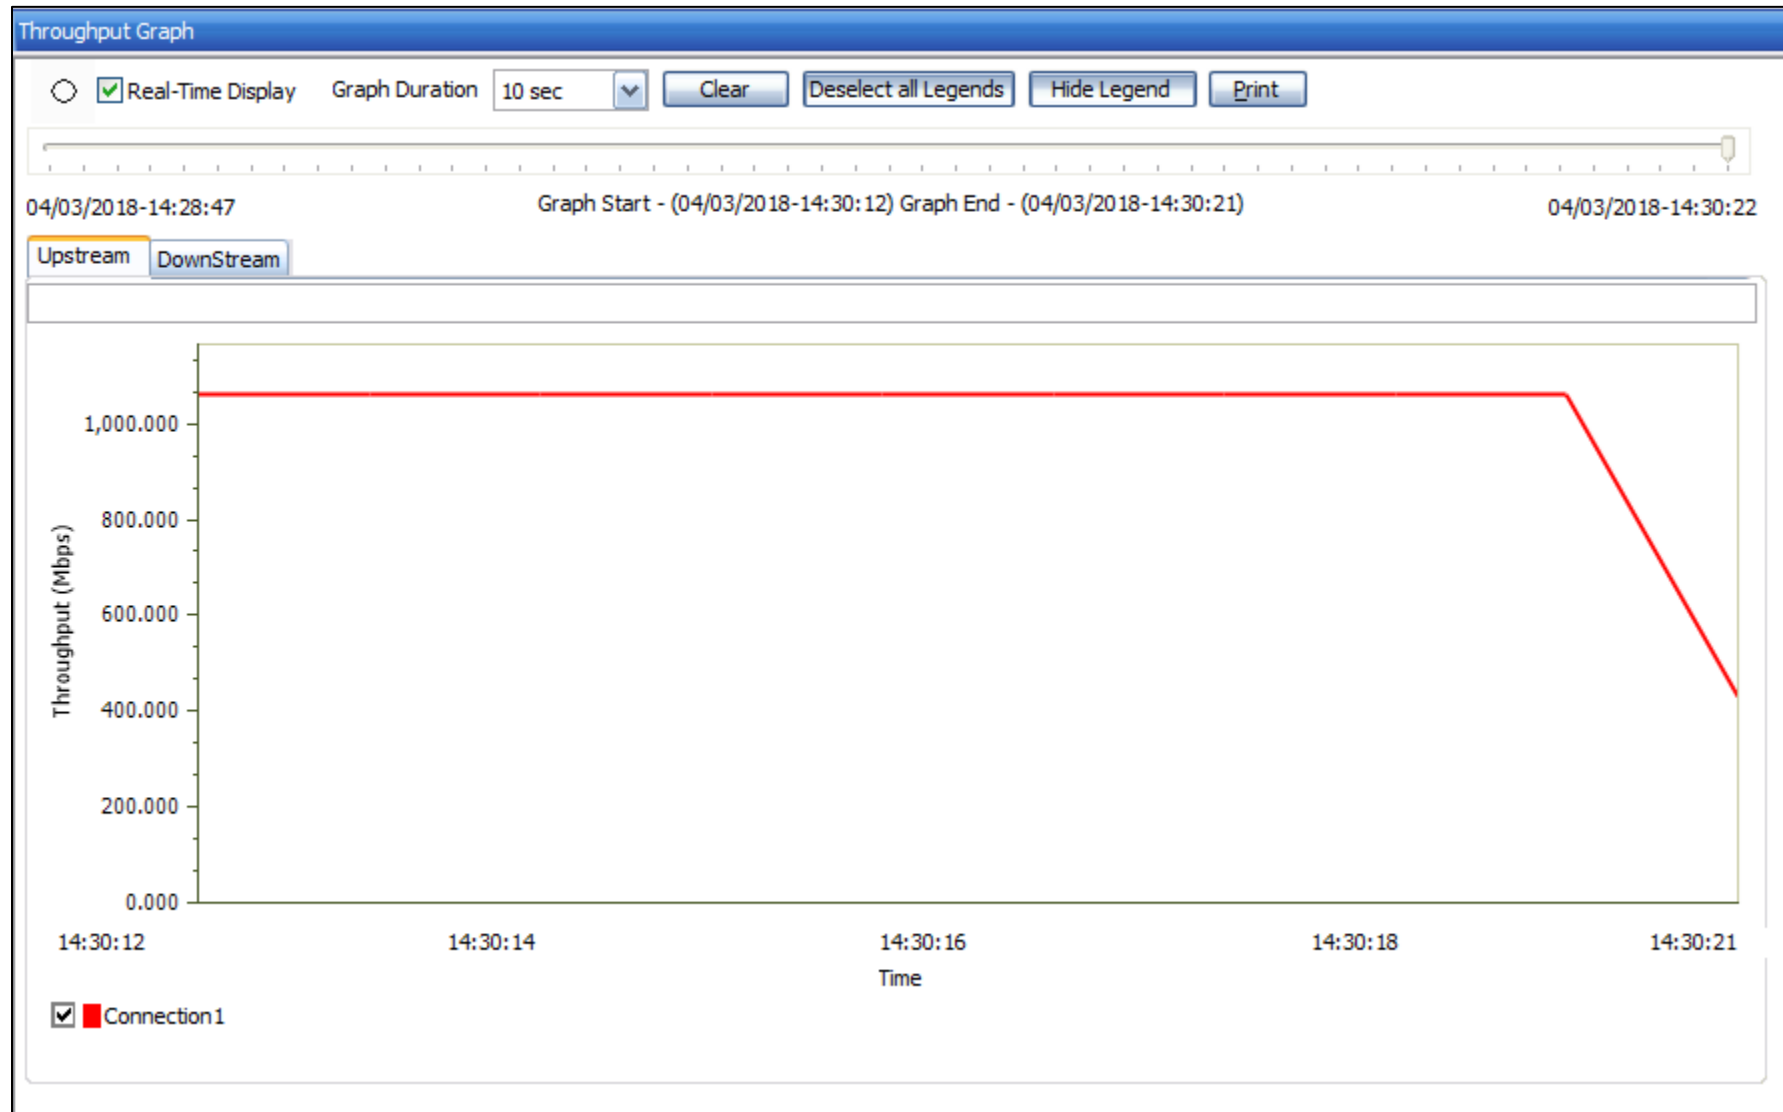 Throughput Graph
Real-Time Display Graph Duration 10 sec Clear Deselect all Legends Hide Legend Print
04/03/2018-14:28:47 Graph Start - (04/03/2018-14:30:12) Graph End - (04/03/2018-14:30:21) 04/03/2018-14:30:22
Upstream DownStream
1,000.000
800.000
600.000
400.000
200.000
0.000
Throughput (Mbps)
14:30:12 14:30:14 14:30:16 14:30:18 14:30:21
Time
Connection1